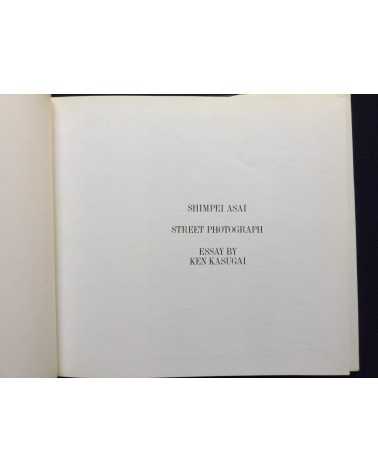 SHIMPEI ASAI
STREET PHOTOGRAPH
ESSAY BY
KEN KASUGAI